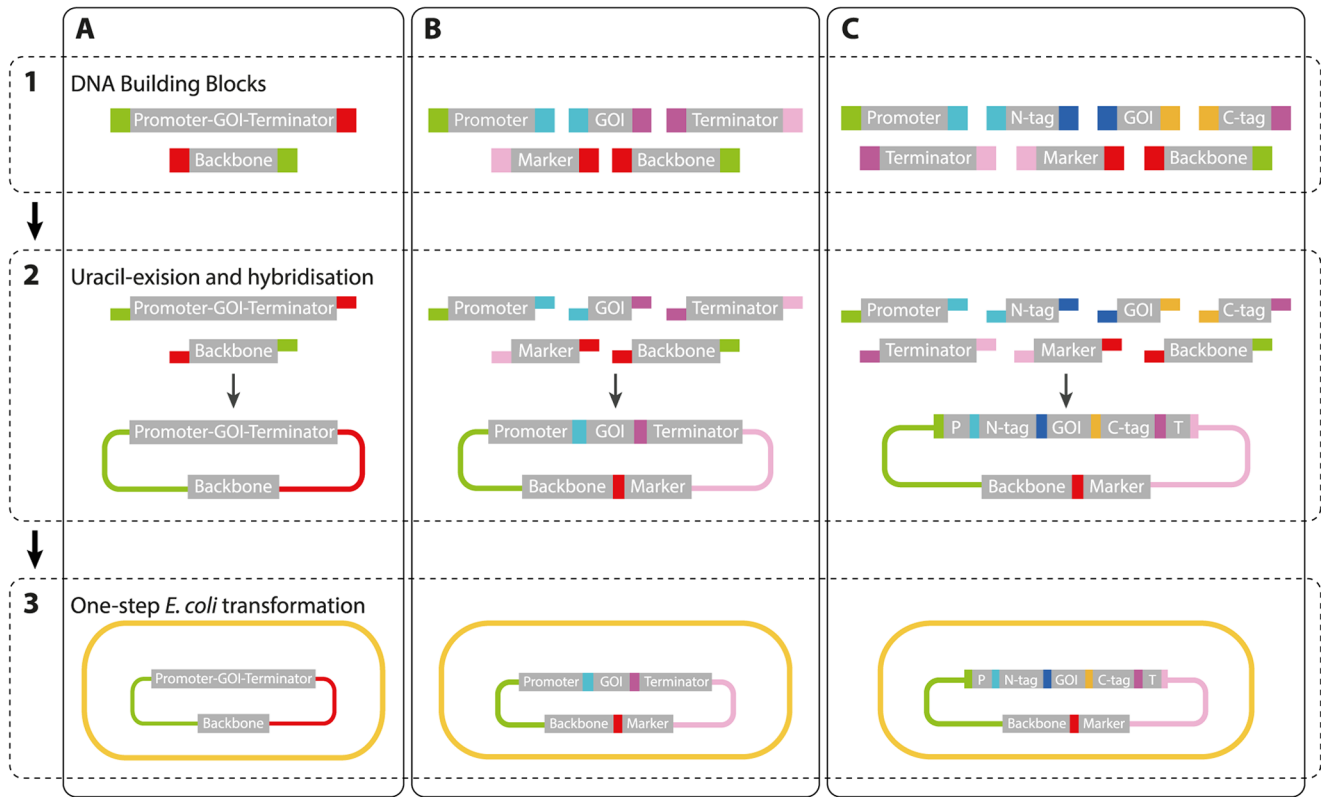 A
B
C
1
DNA Building Blocks
Promoter-GOI-Terminator
Backbone
Promoter
GOI
Terminator
Marker
Backbone
Promoter
N-tag
GOI
C-tag
Terminator
Marker
Backbone
2
Uracil-exision and hybridisation
Promoter-GOI-Terminator
Backbone
Promoter-GOI-Terminator
Backbone
Promoter
GOI
Terminator
Marker
Backbone
Promoter
GOI
Terminator
Backbone
Marker
Promoter
N-tag
GOI
C-tag
Terminator
Marker
Backbone
P
N-tag
GOI
C-tag
T
Backbone
Marker
3
One-step E. coli transformation
Promoter-GOI-Terminator
Backbone
Promoter
GOI
Terminator
Backbone
Marker
P
N-tag
GOI
C-tag
T
Backbone
Marker